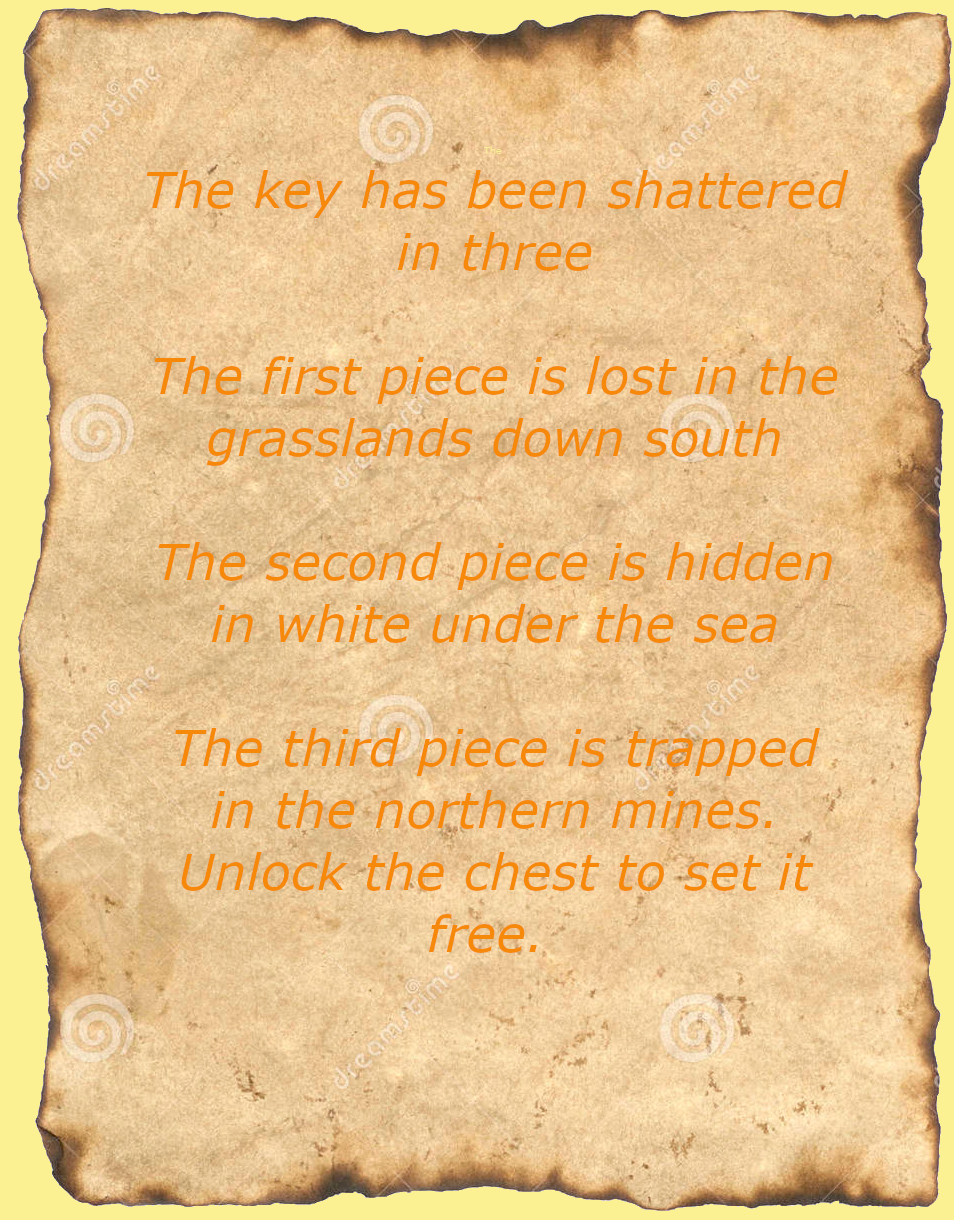 The key has been shattered
in three
The first piece is lost in the
grasslands down south
The second piece is hidden
in white under the sea
The third piece is trapped
in the northern mines.
Unlock the chest to set it
free.
dreamstime
dreamstime
dreamstime
dreamstime
dreamstime
dreamstime